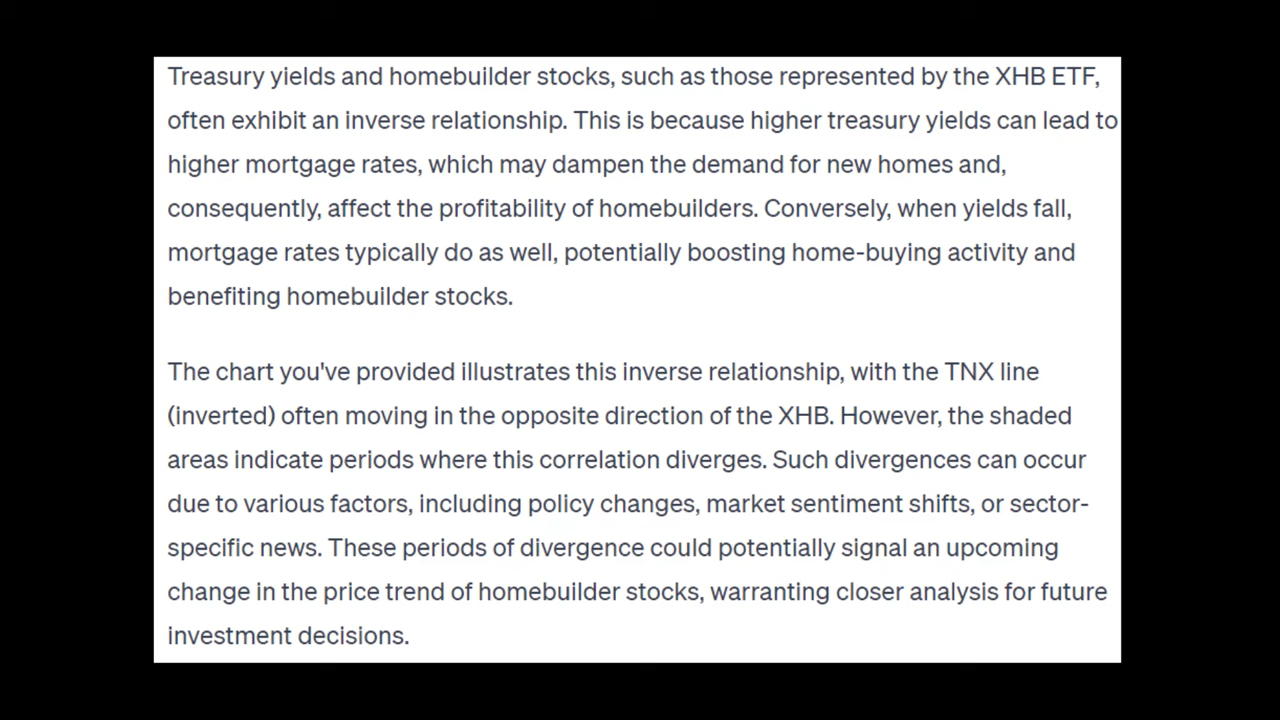 Treasury yields and homebuilder stocks, such as those represented by the XHB ETF,
often exhibit an inverse relationship. This is because higher treasury yields can lead to
higher mortgage rates, which may dampen the demand for new homes and,
consequently, affect the profitability of homebuilders. Conversely, when yields fall,
mortgage rates typically do as well, potentially boosting home-buying activity and
benefiting homebuilder stocks.
The chart you've provided illustrates this inverse relationship, with the TNX line
(inverted) often moving in the opposite direction of the XHB. However, the shaded
areas indicate periods where this correlation diverges. Such divergences can occur
due to various factors, including policy changes, market sentiment shifts, or sector-
specific news. These periods of divergence could potentially signal an upcoming
change in the price trend of homebuilder stocks, warranting closer analysis for future
investment decisions.